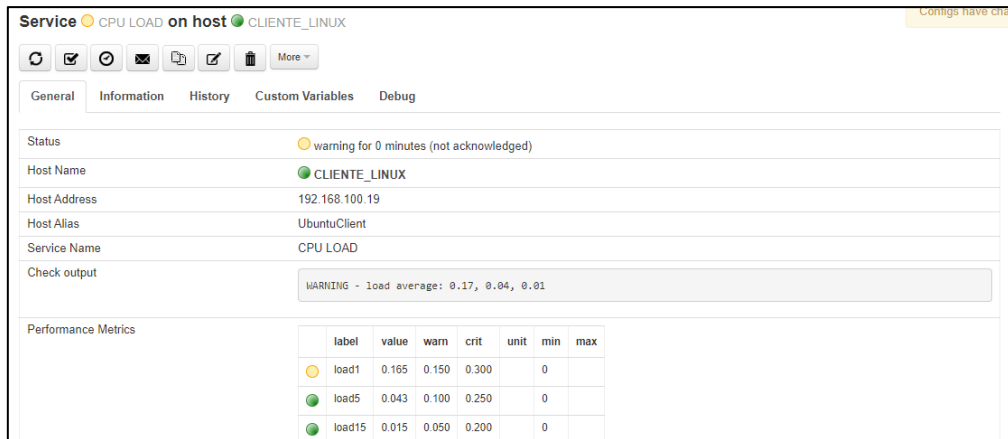 Service CPU LOAD on host CLIENTE_LINUX
Configs have cha
More
General Information History Custom Variables Debug
Status warning for 0 minutes (not acknowledged)
Host Name CLIENTE_LINUX
Host Address 192.168.100.19
Host Alias UbuntuClient
Service Name CPU LOAD
Check output
WARNING - load average: 0.17, 0.04, 0.01
Performance Metrics
label value warn crit unit min max
load1 0.165 0.150 0.300 0
load5 0.043 0.100 0.250 0
load15 0.015 0.050 0.200 0